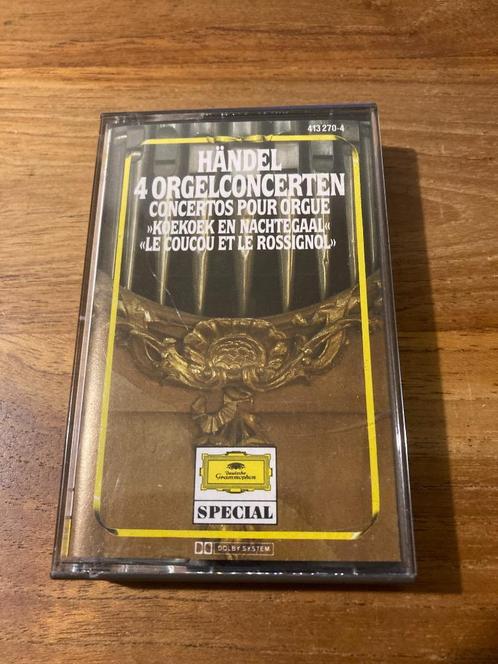 413 270-4
HÄNDEL
4 ORGELCONCERTEN
CONCERTOS POUR ORGUE
»KOEKOEK EN NACHTEGAAL«
«LE COUCOU ET LE ROSSIGNOL»
Deutsche
Grammophon
SPECIAL
DOLBY SYSTEM